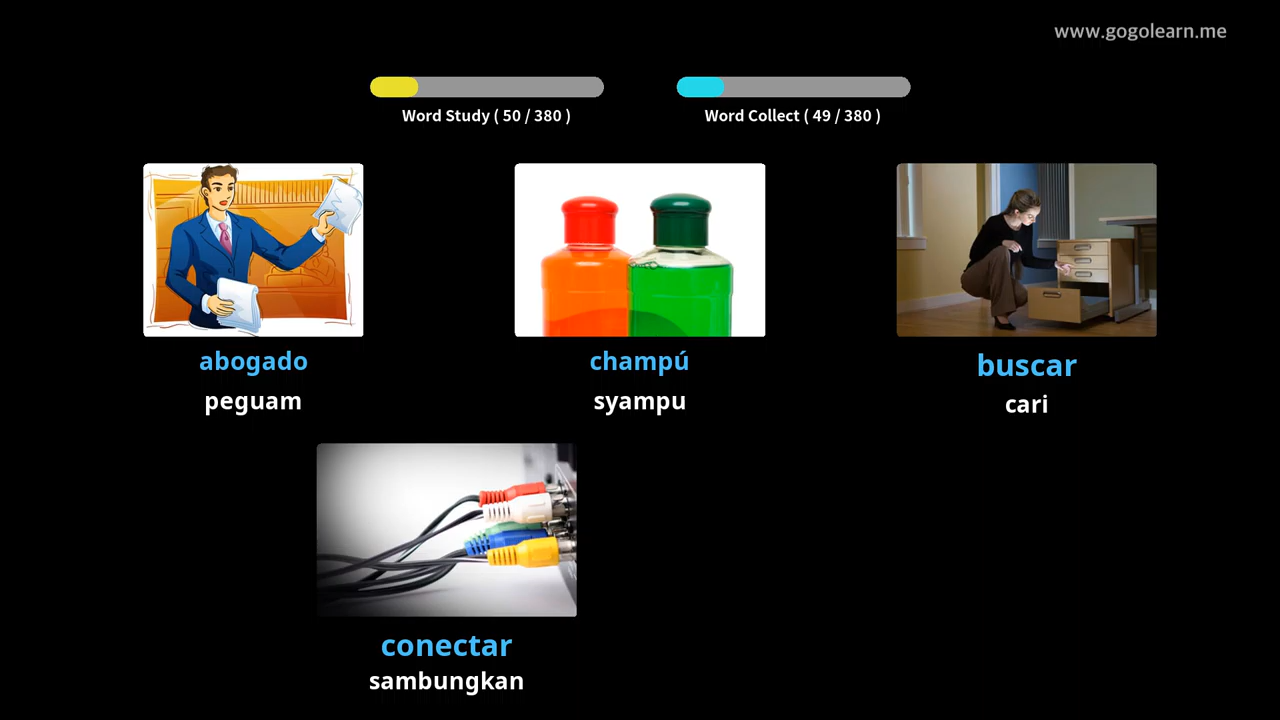 www.gogolearn.me
Word Study ( 50 / 380 )
Word Collect ( 49 / 380 )
abogado
peguam
champú
syampu
buscar
cari
conectar
sambungkan